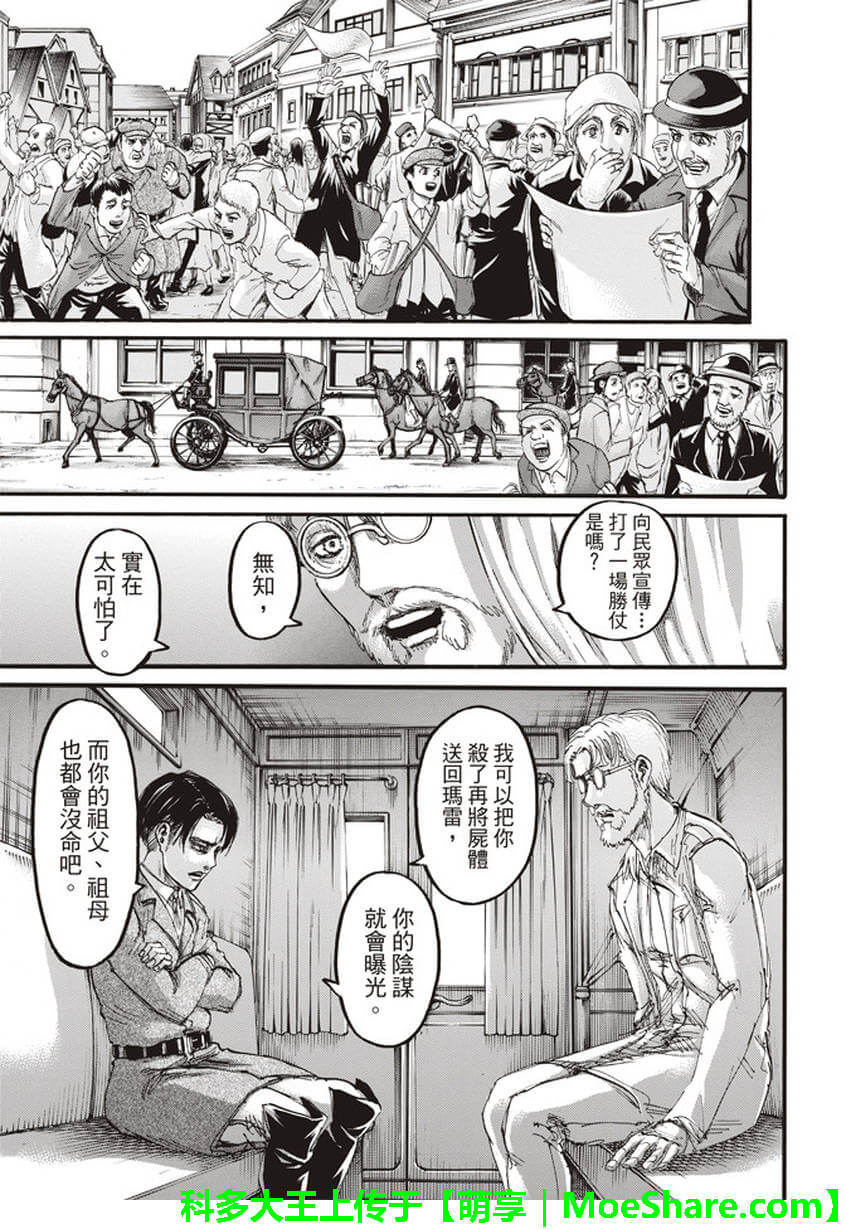 向民眾宣傳…
打了一場勝仗
是嗎？
無知，
實在
太可怕了。
我可以把你
殺了再將屍體
送回瑪雷，
你的陰謀
就會曝光。
而你的祖父、祖母
也都會沒命吧。
科多大王上传于【萌享｜MoeShare.com】